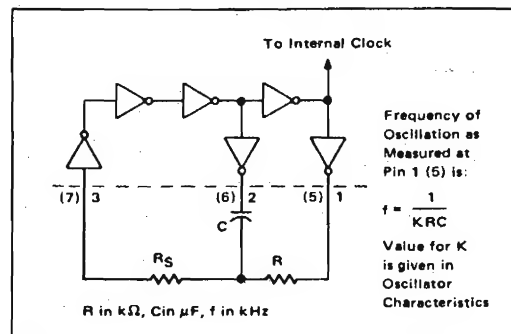 To Internal Clock
Frequency of
Oscillation as
Measured at
Pin 1 (5) is:
f = 1
KRC
Value for K
is given in
Oscillator
Characteristics
(7) 3
(6) 2
(5) 1
C
RS
R
R in kΩ, C in μF, f in kHz